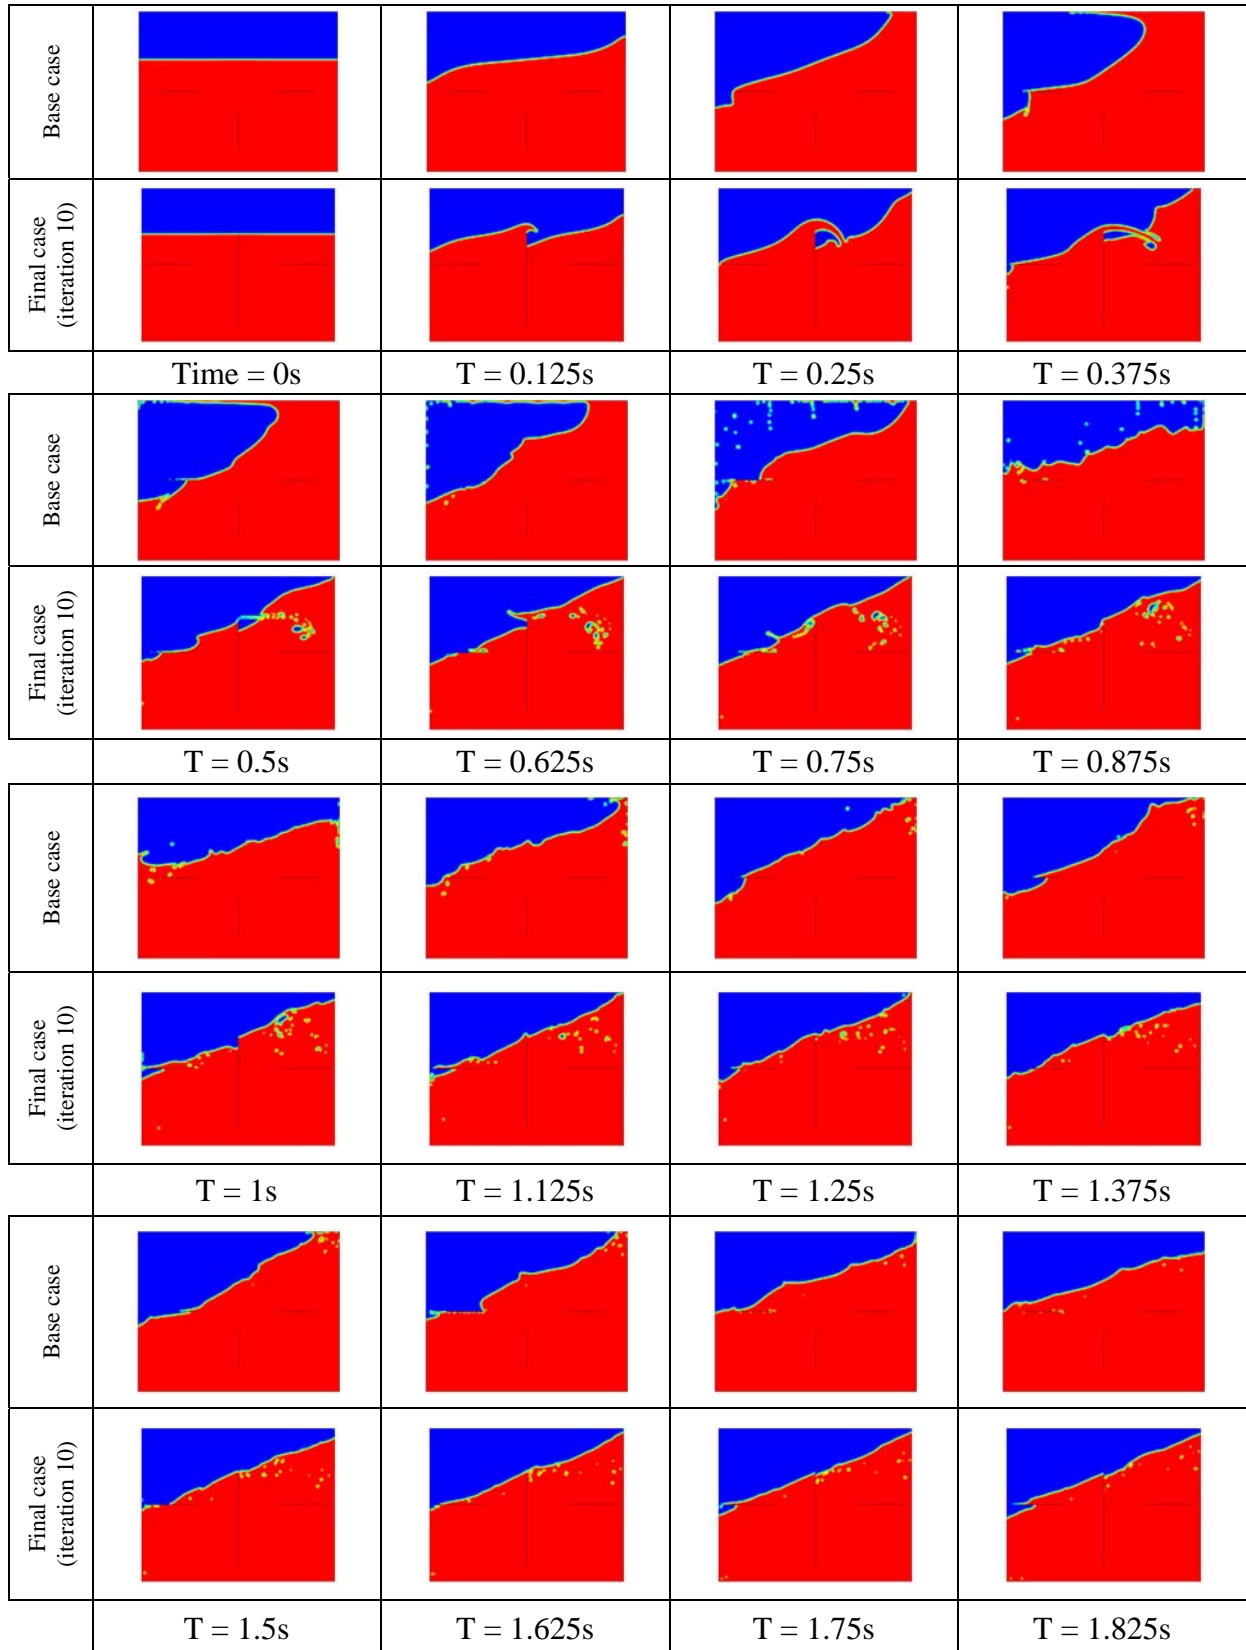 Base case
Final case
(iteration 10)
Time = 0s
T = 0.125s
T = 0.25s
T = 0.375s
Base case
Final case
(iteration 10)
T = 0.5s
T = 0.625s
T = 0.75s
T = 0.875s
Base case
Final case
(iteration 10)
T = 1s
T = 1.125s
T = 1.25s
T = 1.375s
Base case
Final case
(iteration 10)
T = 1.5s
T = 1.625s
T = 1.75s
T = 1.825s